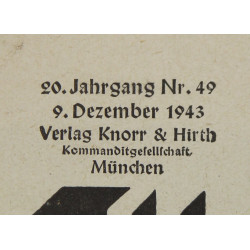 20. Jahrgang Nr. 49
9. Dezember 1943
Verlag Knorr & Hirth
Kommanditgesellschaft
München